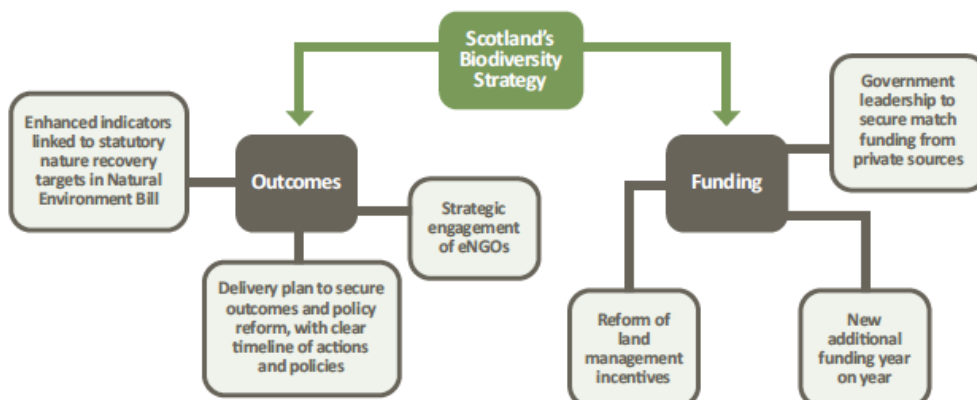 Scotland's
Biodiversity
Strategy
Enhanced indicators
linked to statutory
nature recovery
targets in Natural
Environment Bill
Outcomes
Strategic
engagement
of eNGOs
Delivery plan to secure
outcomes and policy
reform, with clear
timeline of actions
and policies
Funding
Government
leadership to
secure match
funding from
private sources
Reform of
land
management
incentives
New
additional
funding year
on year